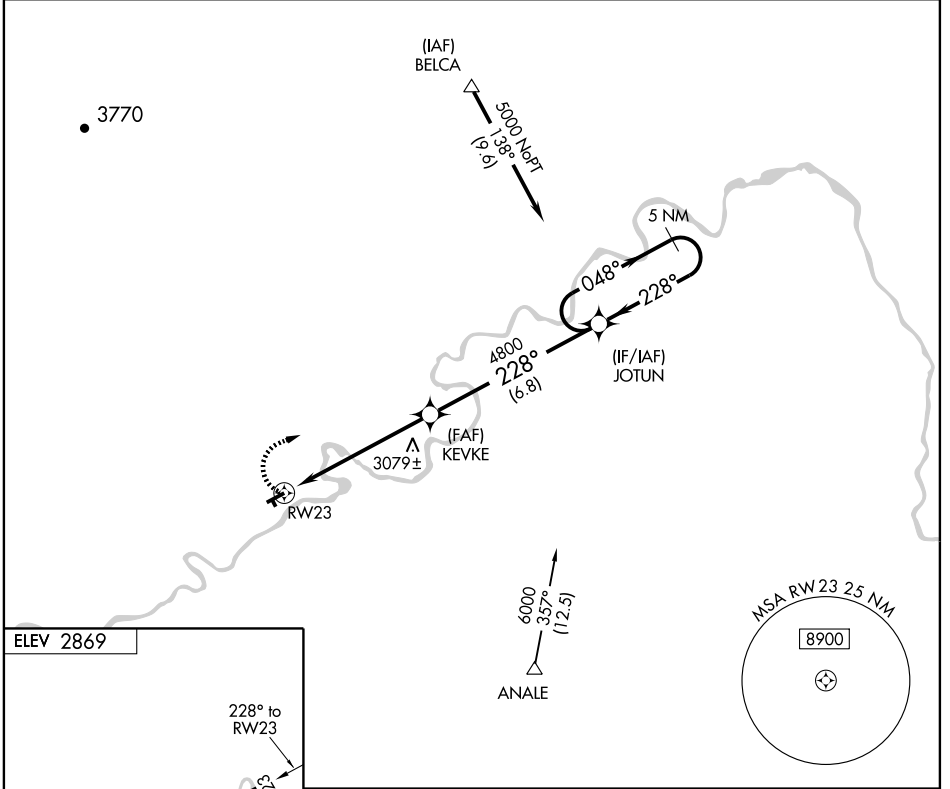 (IAF)
BELCA
3770
5000 NoPT
138°
(9.6)
5 NM
048°
228°
4800
228°
(6.8)
(IF/IAF)
JOTUN
(FAF)
KEVKE
3079±
RW23
6000
357°
(12.5)
ANALE
MSA RW23 25 NM
8900
ELEV 2869
228° to
RW23
23